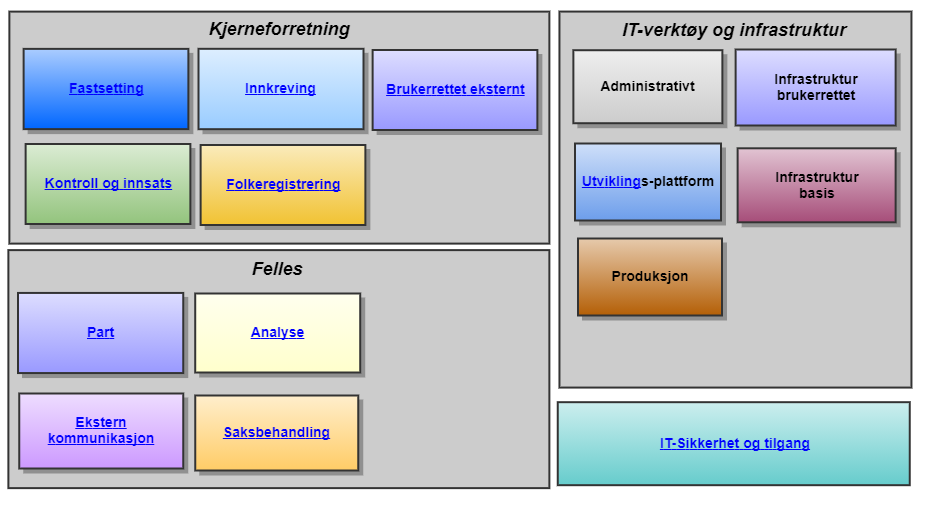 Kjerneforretning
Fastsetting
Innkreving
Brukerrettet eksternt
Kontroll og innsats
Folkeregistrering
Felles
Part
Analyse
Ekstern
kommunikasjon
Saksbehandling
IT-verktøy og infrastruktur
Administrativt
Infrastruktur
brukerrettet
Utviklings-plattform
Infrastruktur
basis
Produksjon
IT-Sikkerhet og tilgang